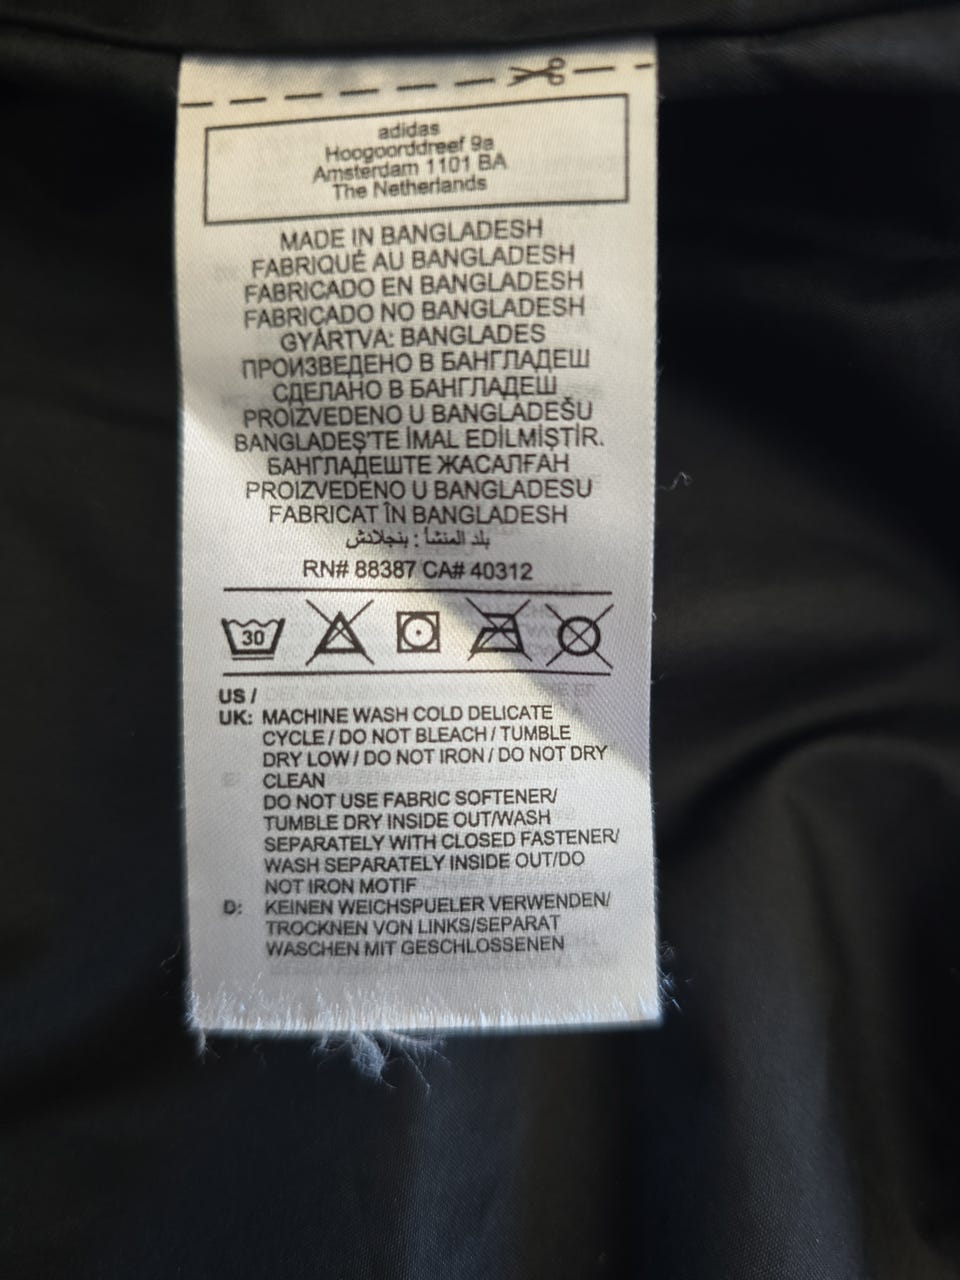 adidas
Hoogoorddreef 9a
Amsterdam 1101 BA
The Netherlands
MADE IN BANGLADESH
FABRIQUÉ AU BANGLADESH
FABRICADO EN BANGLADESH
FABRICADO NO BANGLADESH
GYÁRTVA: BANGLADES
ПРОИЗВЕДЕНО В БАНГЛАДЕШ
СДЕЛАНО В БАНГЛАДЕШ
PROIZVEDENO U BANGLADEŠU
BANGLADEŞ'TE İMAL EDİLMİŞTİR.
БАНГЛАДЕШТЕ ЖАСАЛҒАН
PROIZVEDENO U BANGLADESU
FABRICAT ÎN BANGLADESH
بلد المنشأ : بنجلادش
RN# 88387 CA# 40312
30
US /
UK: MACHINE WASH COLD DELICATE
CYCLE / DO NOT BLEACH / TUMBLE
DRY LOW / DO NOT IRON / DO NOT DRY
CLEAN
DO NOT USE FABRIC SOFTENER/
TUMBLE DRY INSIDE OUT/WASH
SEPARATELY WITH CLOSED FASTENER/
WASH SEPARATELY INSIDE OUT/DO
NOT IRON MOTIF
D: KEINEN WEICHSPUELER VERWENDEN/
TROCKNEN VON LINKS/SEPARAT
WASCHEN MIT GESCHLOSSENEN